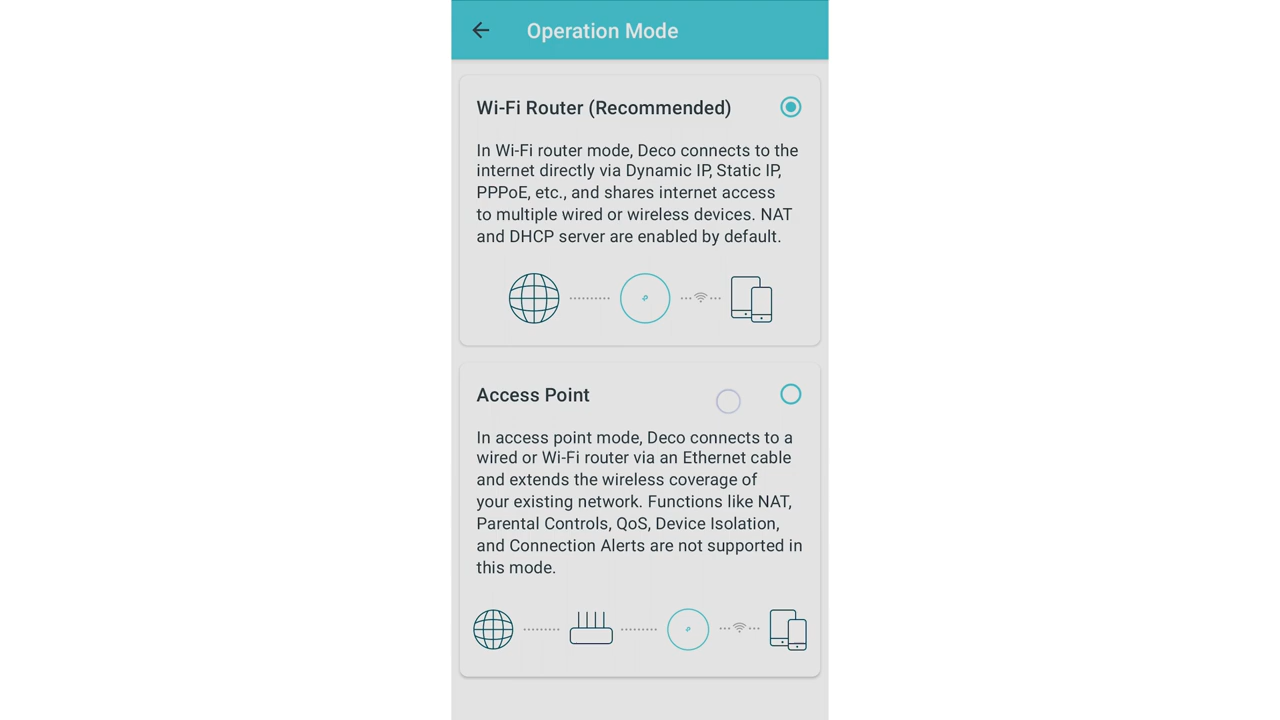 Operation Mode
Wi-Fi Router (Recommended)
In Wi-Fi router mode, Deco connects to the
internet directly via Dynamic IP, Static IP,
PPPoE, etc., and shares internet access
to multiple wired or wireless devices. NAT
and DHCP server are enabled by default.
Access Point
In access point mode, Deco connects to a
wired or Wi-Fi router via an Ethernet cable
and extends the wireless coverage of
your existing network. Functions like NAT,
Parental Controls, QoS, Device Isolation,
and Connection Alerts are not supported in
this mode.